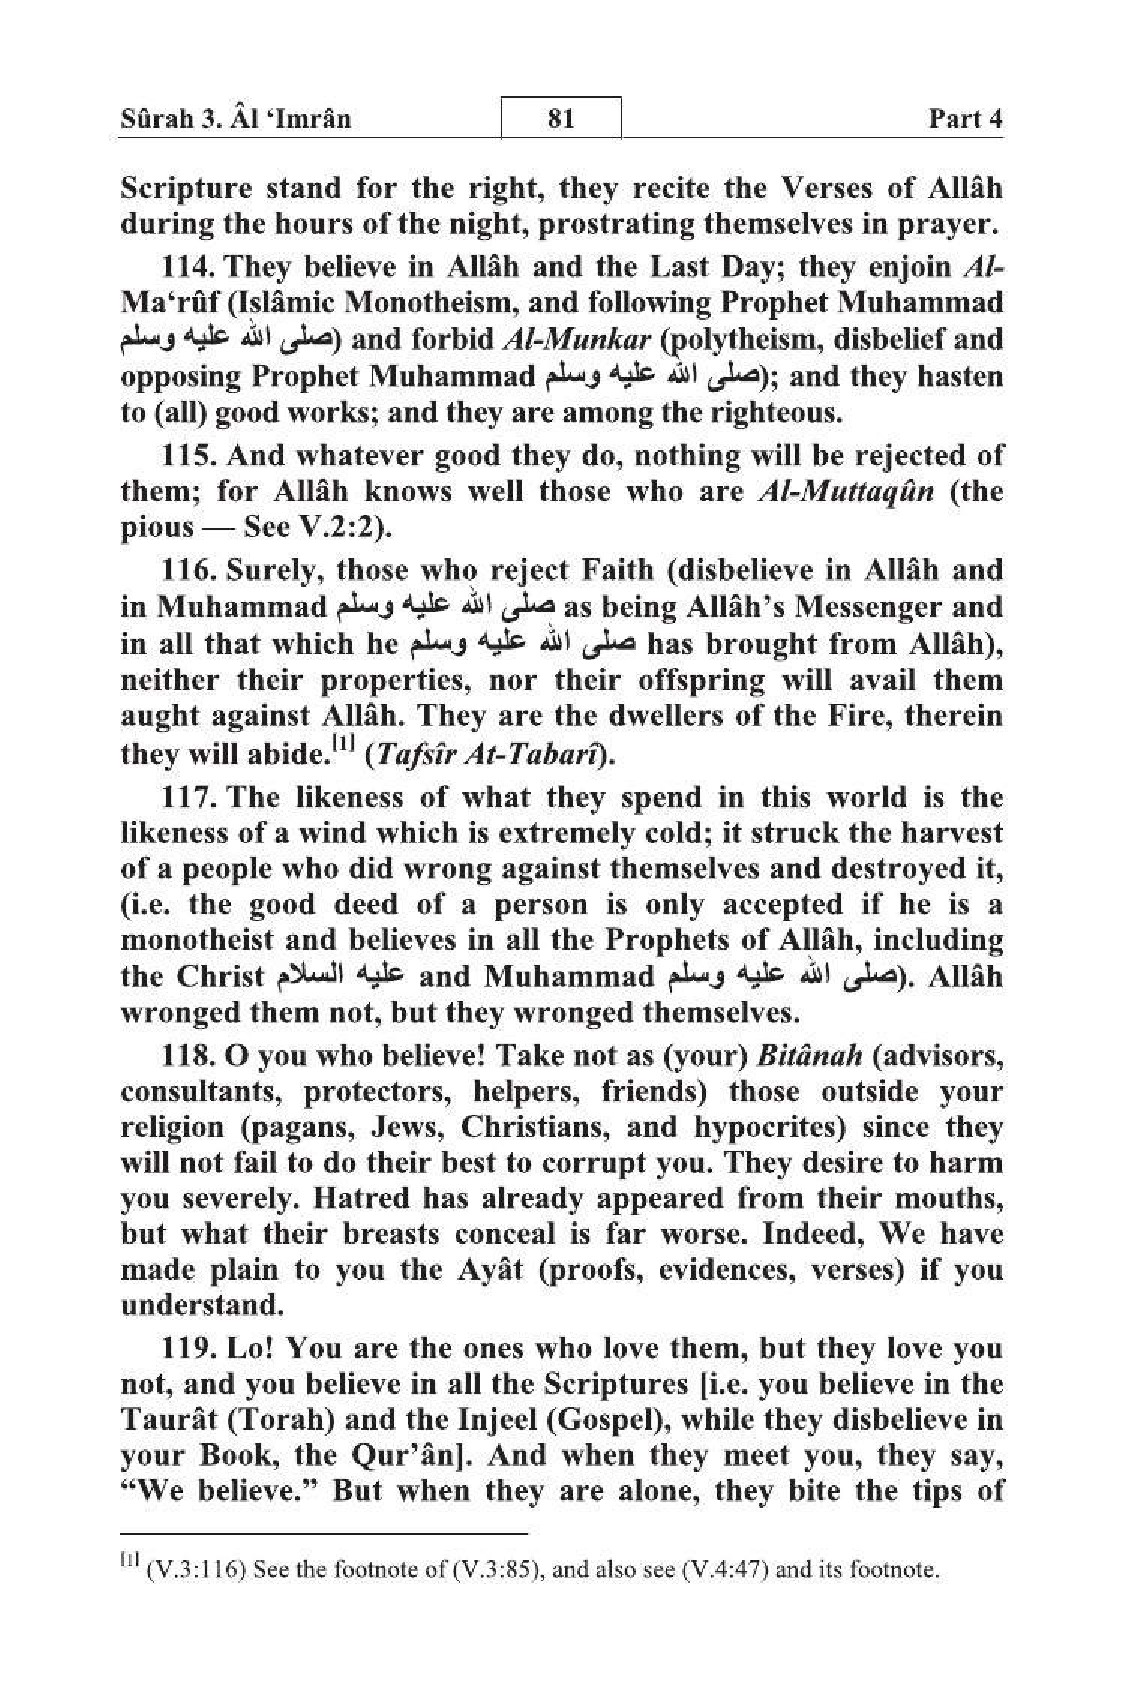 Sûrah 3. Âl ‘Imrân 81 Part 4
Scripture stand for the right, they recite the Verses of Allâh
during the hours of the night, prostrating themselves in prayer.
114. They believe in Allâh and the Last Day; they enjoin Al-
Ma‘rûf (Islâmic Monotheism, and following Prophet Muhammad
صلى الله عليه وسلم) and forbid Al-Munkar (polytheism, disbelief and
opposing Prophet Muhammad صلى الله عليه وسلم); and they hasten
to (all) good works; and they are among the righteous.
115. And whatever good they do, nothing will be rejected of
them; for Allâh knows well those who are Al-Muttaqûn (the
pious — See V.2:2).
116. Surely, those who reject Faith (disbelieve in Allâh and
in Muhammad صلى الله عليه وسلم as being Allâh’s Messenger and
in all that which he صلى الله عليه وسلم has brought from Allâh),
neither their properties, nor their offspring will avail them
aught against Allâh. They are the dwellers of the Fire, therein
they will abide.[1] (Tafsîr At-Tabarî).
117. The likeness of what they spend in this world is the
likeness of a wind which is extremely cold; it struck the harvest
of a people who did wrong against themselves and destroyed it,
(i.e. the good deed of a person is only accepted if he is a
monotheist and believes in all the Prophets of Allâh, including
the Christ عليه السلام and Muhammad صلى الله عليه وسلم). Allâh
wronged them not, but they wronged themselves.
118. O you who believe! Take not as (your) Bitânah (advisors,
consultants, protectors, helpers, friends) those outside your
religion (pagans, Jews, Christians, and hypocrites) since they
will not fail to do their best to corrupt you. They desire to harm
you severely. Hatred has already appeared from their mouths,
but what their breasts conceal is far worse. Indeed, We have
made plain to you the Ayât (proofs, evidences, verses) if you
understand.
119. Lo! You are the ones who love them, but they love you
not, and you believe in all the Scriptures [i.e. you believe in the
Taurât (Torah) and the Injeel (Gospel), while they disbelieve in
your Book, the Qur’ân]. And when they meet you, they say,
“We believe.” But when they are alone, they bite the tips of
[1] (V.3:116) See the footnote of (V.3:85), and also see (V.4:47) and its footnote.